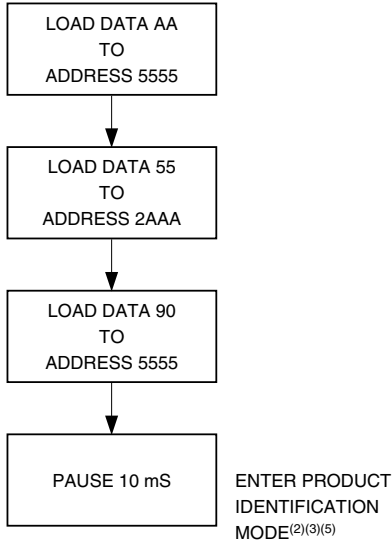 LOAD DATA AA
TO
ADDRESS 5555
LOAD DATA 55
TO
ADDRESS 2AAA
LOAD DATA 90
TO
ADDRESS 5555
PAUSE 10 mS
ENTER PRODUCT
IDENTIFICATION
MODE(2)(3)(5)